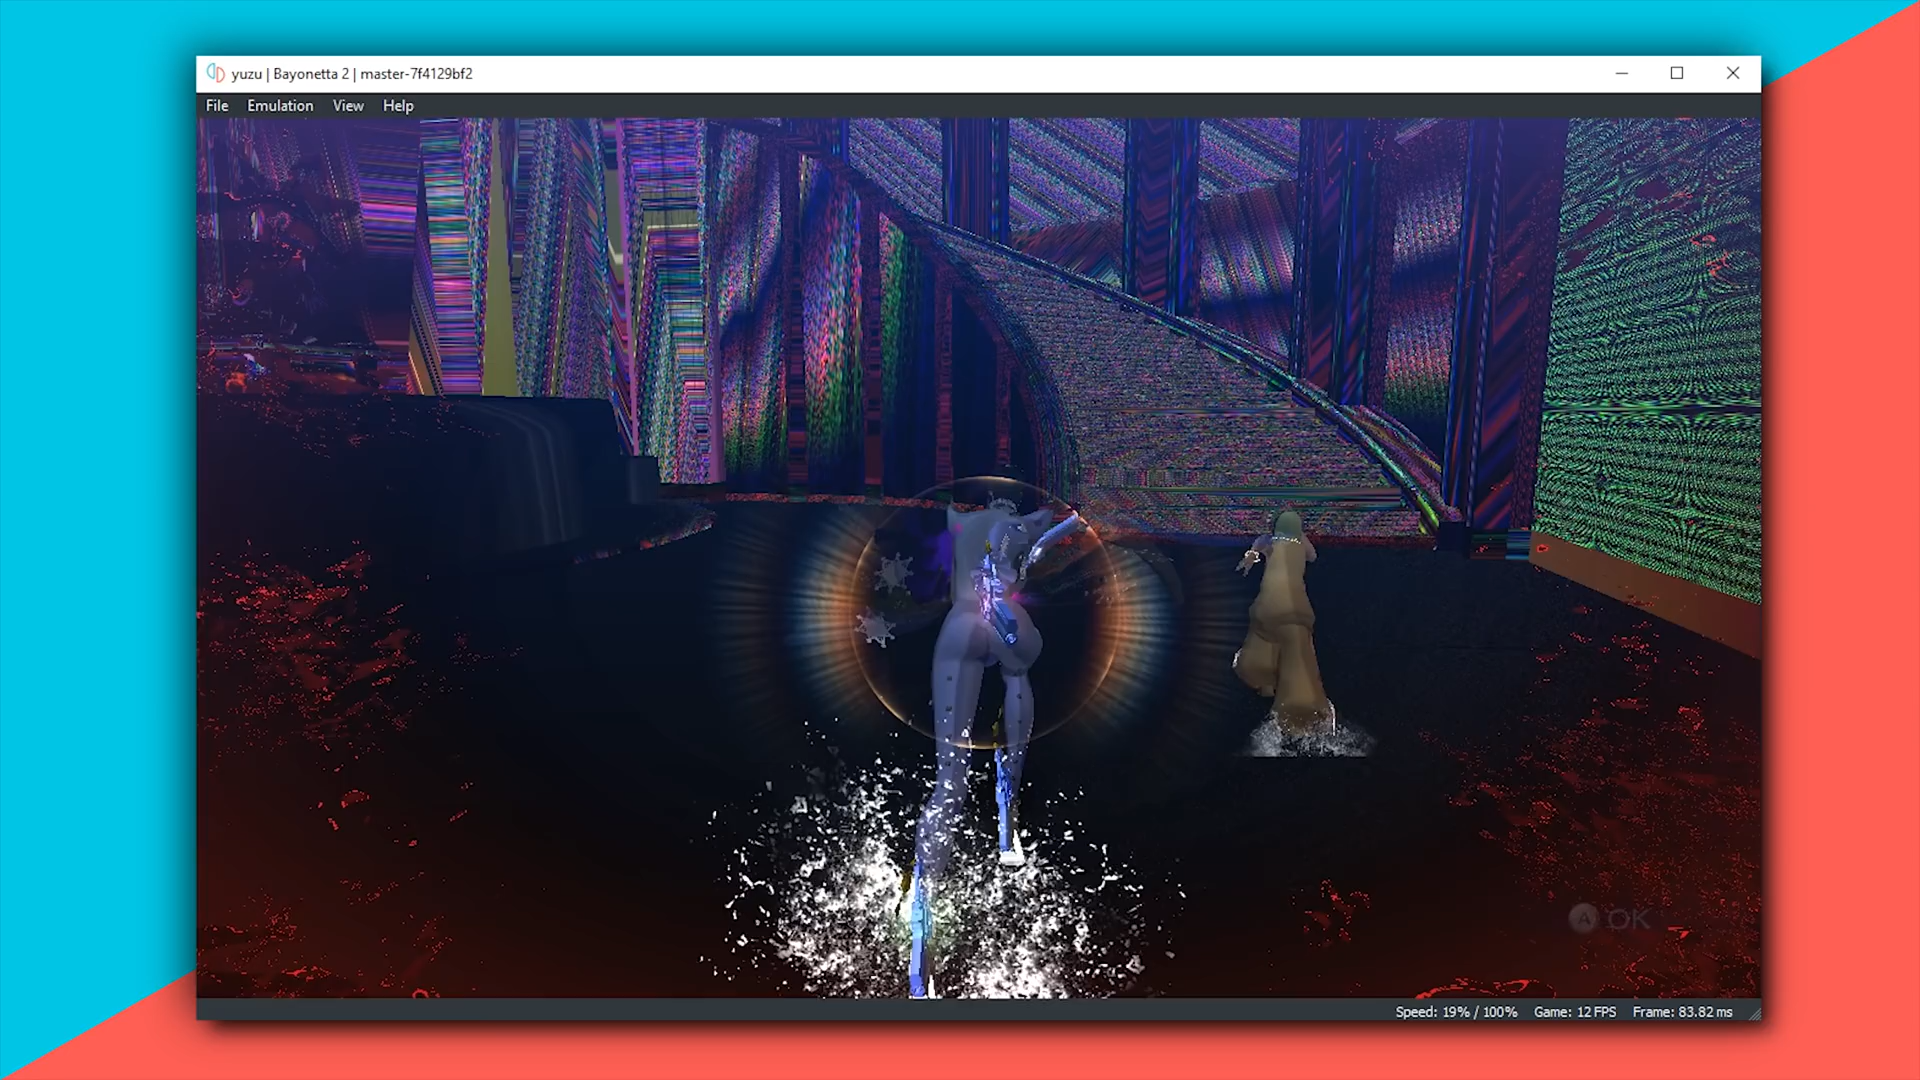 yuzu | Bayonetta 2 | master-7f4129bf2
File Emulation View Help
A OK
Speed: 19% / 100% Game: 12 FPS Frame: 83.82 ms